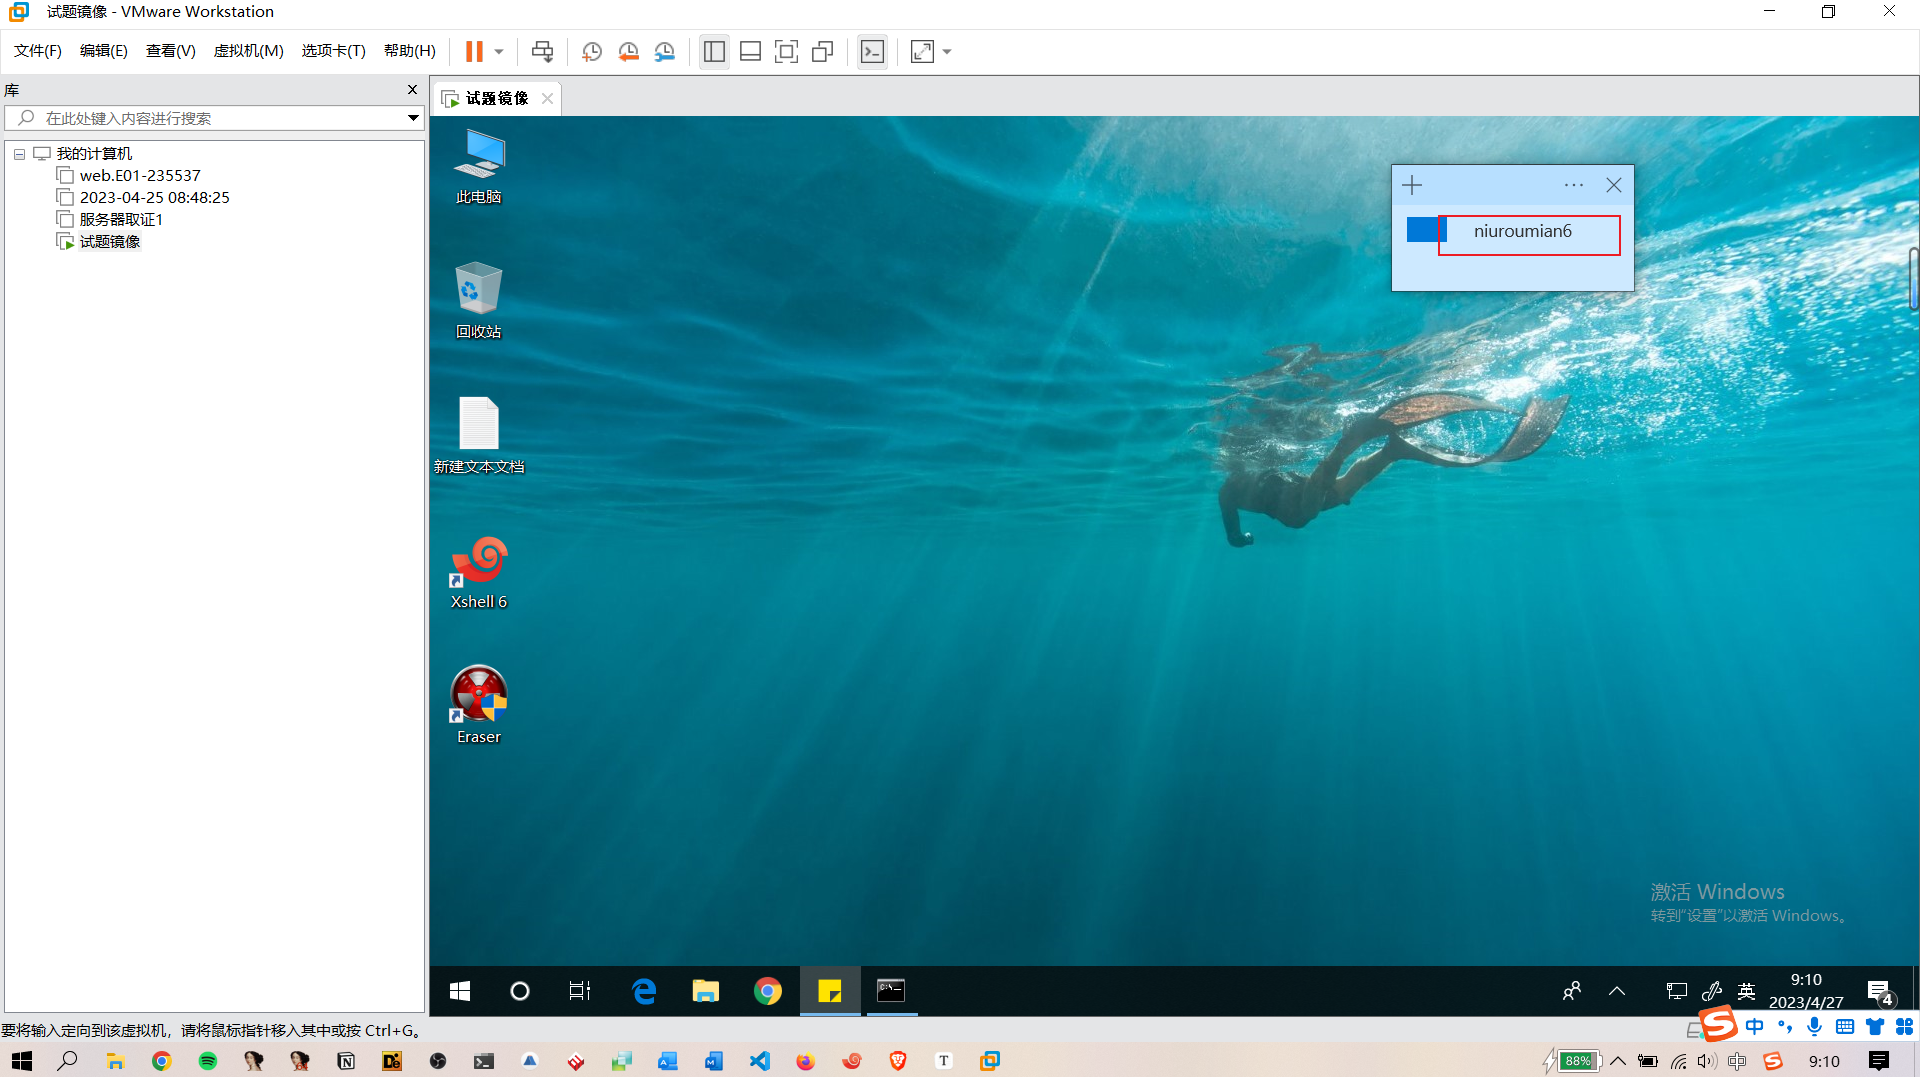 试题镜像 - VMware Workstation
文件(F) 编辑(E) 查看(V) 虚拟机(M) 选项卡(T) 帮助(H)
库
在此处键入内容进行搜索
我的计算机
web.E01-235537
2023-04-25 08:48:25
服务器取证1
试题镜像
试题镜像
此电脑
回收站
新建文本文档
Xshell 6
Eraser
niuroumian6
激活 Windows
转到"设置"以激活 Windows。
英
9:10
2023/4/27
4
要将输入定向到该虚拟机，请将鼠标指针移入其中或按 Ctrl+G。
中
88%
中
9:10